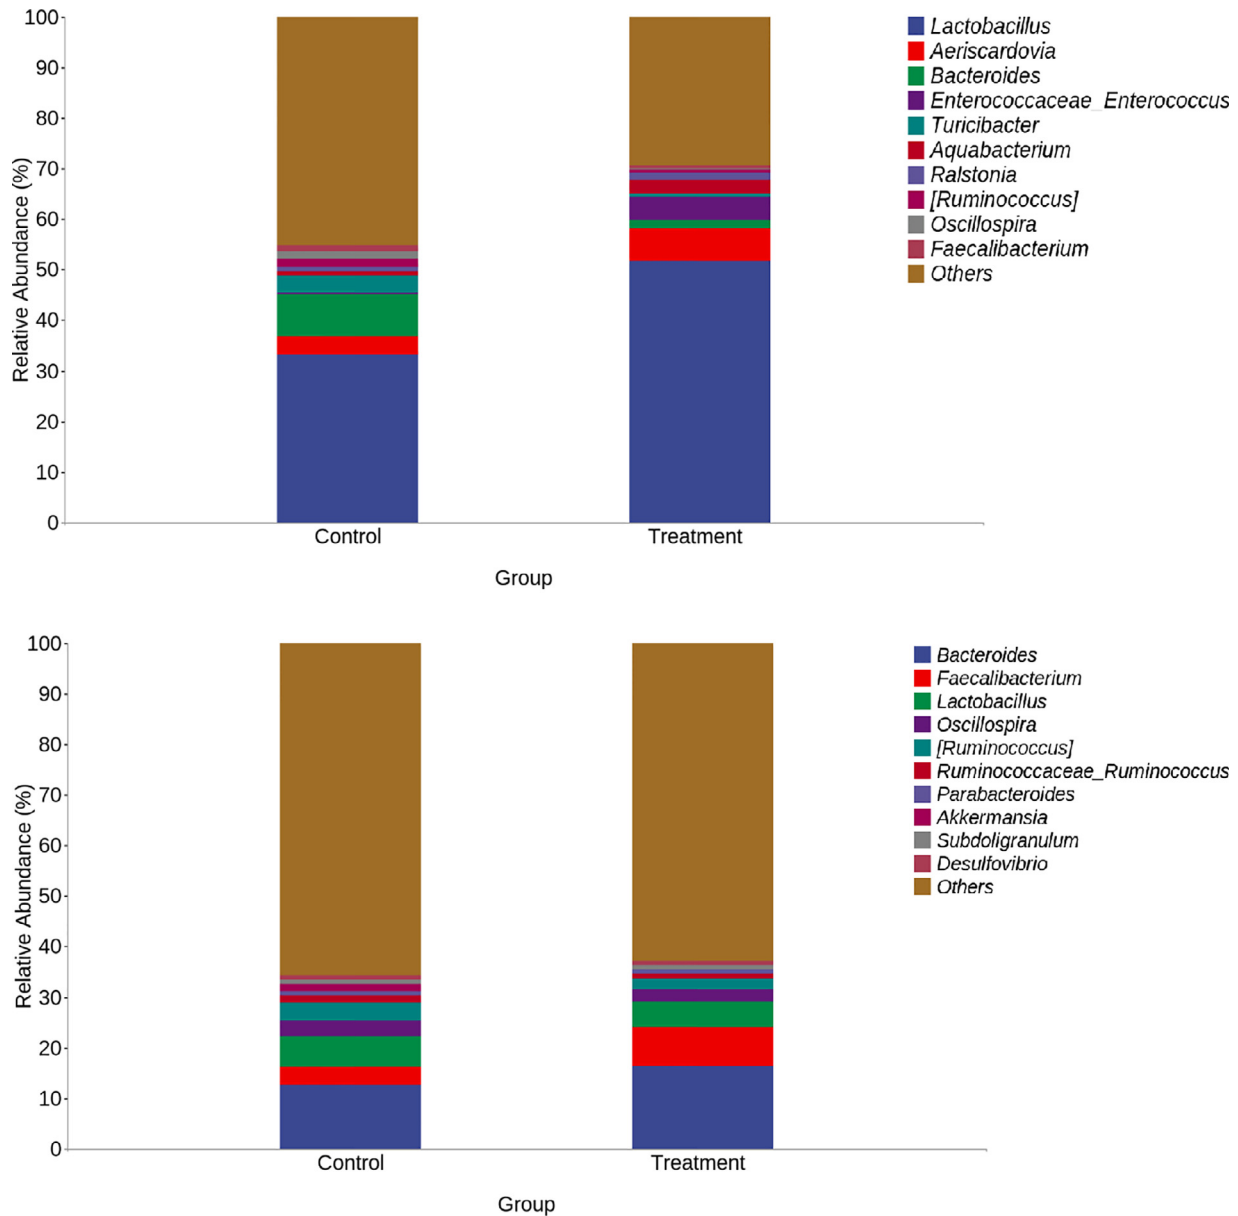 100
90
80
70
60
50
40
30
20
10
0
Relative Abundance (%)
Control
Treatment
Group
Lactobacillus
Aeriscardovia
Bacteroides
Enterococcaceae_Enterococcus
Turicibacter
Aquabacterium
Ralstonia
[Ruminococcus]
Oscillospira
Faecalibacterium
Others
100
90
80
70
60
50
40
30
20
10
0
Relative Abundance (%)
Control
Treatment
Group
Bacteroides
Faecalibacterium
Lactobacillus
Oscillospira
[Ruminococcus]
Ruminococcaceae_Ruminococcus
Parabacteroides
Akkermansia
Subdoligranulum
Desulfovibrio
Others